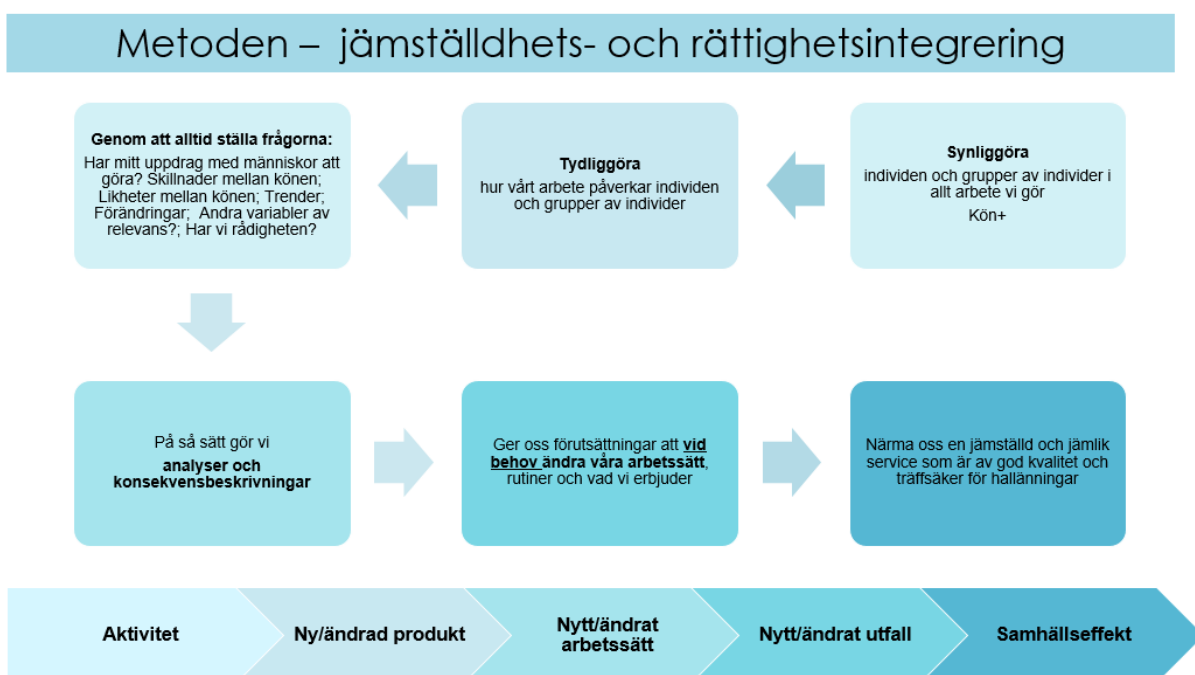 Metoden – jämställdhets- och rättighetsintegrering
Genom att alltid ställa frågorna:
Har mitt uppdrag med människor att
göra? Skillnader mellan könen;
Likheter mellan könen; Trender;
Förändringar; Andra variabler av
relevans?; Har vi rådigheten?
Tydliggöra
hur vårt arbete påverkar individen
och grupper av individer
Synliggöra
individen och grupper av individer i
allt arbete vi gör
Kön+
På så sätt gör vi
analyser och
konsekvensbeskrivningar
Ger oss förutsättningar att vid
behov ändra våra arbetssätt,
rutiner och vad vi erbjuder
Närma oss en jämställd och jämlik
service som är av god kvalitet och
träffsäker för hallänningar
Aktivitet
Ny/ändrad produkt
Nytt/ändrat
arbetssätt
Nytt/ändrat utfall
Samhällseffekt